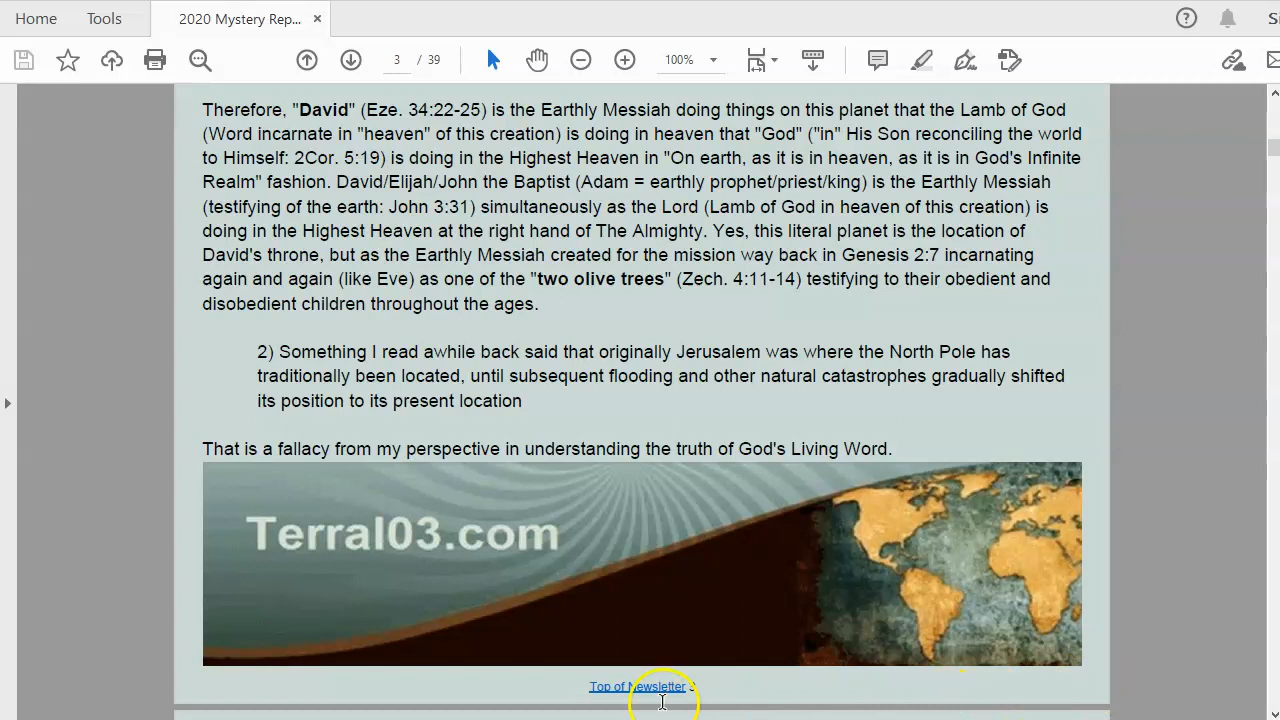 Home Tools 2020 Mystery Rep... ×
3 / 39 100%
Therefore, "David" (Eze. 34:22-25) is the Earthly Messiah doing things on this planet that the Lamb of God
(Word incarnate in "heaven" of this creation) is doing in heaven that "God" ("in" His Son reconciling the world
to Himself: 2Cor. 5:19) is doing in the Highest Heaven in "On earth, as it is in heaven, as it is in God's Infinite
Realm" fashion. David/Elijah/John the Baptist (Adam = earthly prophet/priest/king) is the Earthly Messiah
(testifying of the earth: John 3:31) simultaneously as the Lord (Lamb of God in heaven of this creation) is
doing in the Highest Heaven at the right hand of The Almighty. Yes, this literal planet is the location of
David's throne, but as the Earthly Messiah created for the mission way back in Genesis 2:7 incarnating
again and again (like Eve) as one of the "two olive trees" (Zech. 4:11-14) testifying to their obedient and
disobedient children throughout the ages.
2) Something I read awhile back said that originally Jerusalem was where the North Pole has
traditionally been located, until subsequent flooding and other natural catastrophes gradually shifted
its position to its present location
That is a fallacy from my perspective in understanding the truth of God's Living Word.
Terral03.com
Top of Newsletter